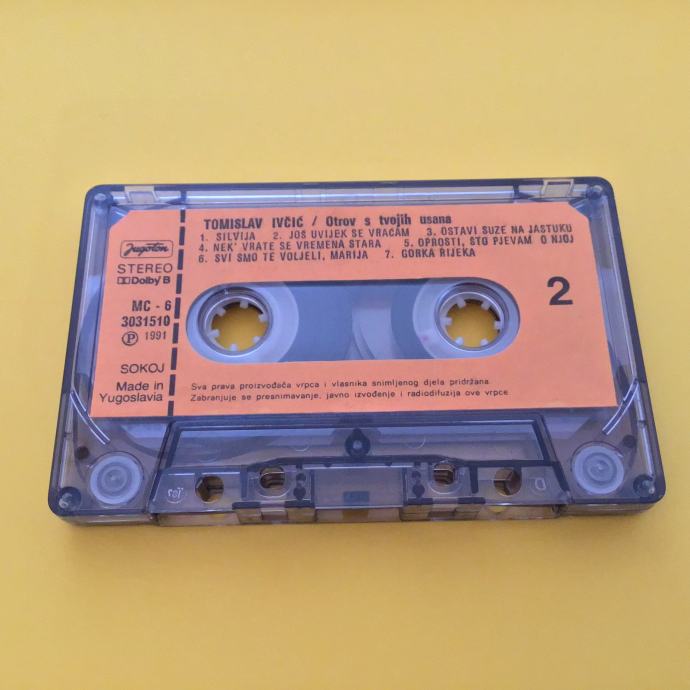 TOMISLAV IVČIĆ / Otrov s tvojih usana
1. SILVIJA 2. JOŠ UVIJEK SE VRAĆAM 3. OSTAVI SUZE NA JASTUKU
4. NEK' VRATE SE VREMENA STARA 5. OPROSTI, ŠTO PJEVAM O NJOJ
6. SVI SMO TE VOLJELI, MARIJA 7. GORKA RIJEKA
Jugoton
STEREO
Dolby B
MC - 6
3031510
Ⓟ 1991
SOKOJ
Made in
Yugoslavia
2
Sva prava proizvođača vrpca i vlasnika snimljenog djela pridržana.
Zabranjuje se presnimavanje, javno izvođenje i radiodifuzija ove vrpce